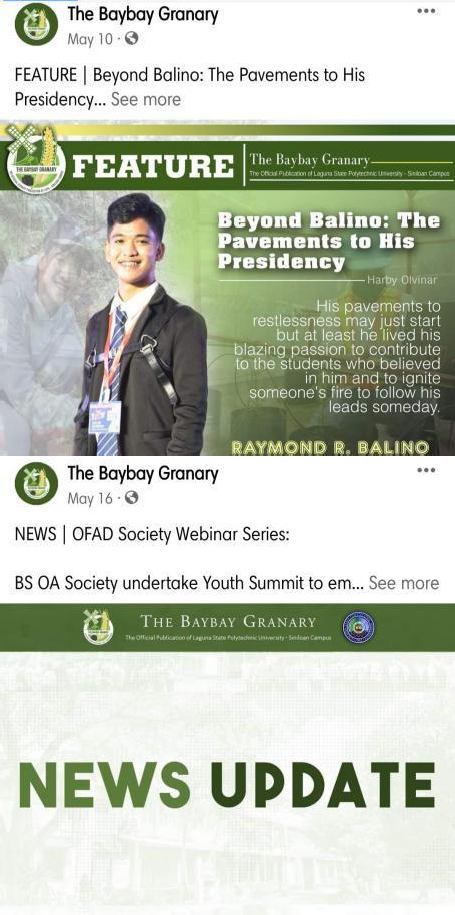 The Baybay Granary
May 10 ·
FEATURE | Beyond Balino: The Pavements to His
Presidency... See more
THE BAYBAY GRANARY
FEATURE
The Baybay Granary
The Official Publication of Laguna State Polytechnic University - Siniloan Campus
Beyond Balino: The
Pavements to His
Presidency
Harby Olvinar
His pavements to
restlessness may just start
but at least he lived his
blazing passion to contribute
to the students who believed
in him and to ignite
someone's fire to follow his
leads someday.
RAYMOND R. BALINO
The Baybay Granary
May 16 ·
NEWS | OFAD Society Webinar Series:
BS OA Society undertake Youth Summit to em... See more
THE BAYBAY GRANARY
The Official Publication of Laguna State Polytechnic University - Siniloan Campus
NEWS UPDATE